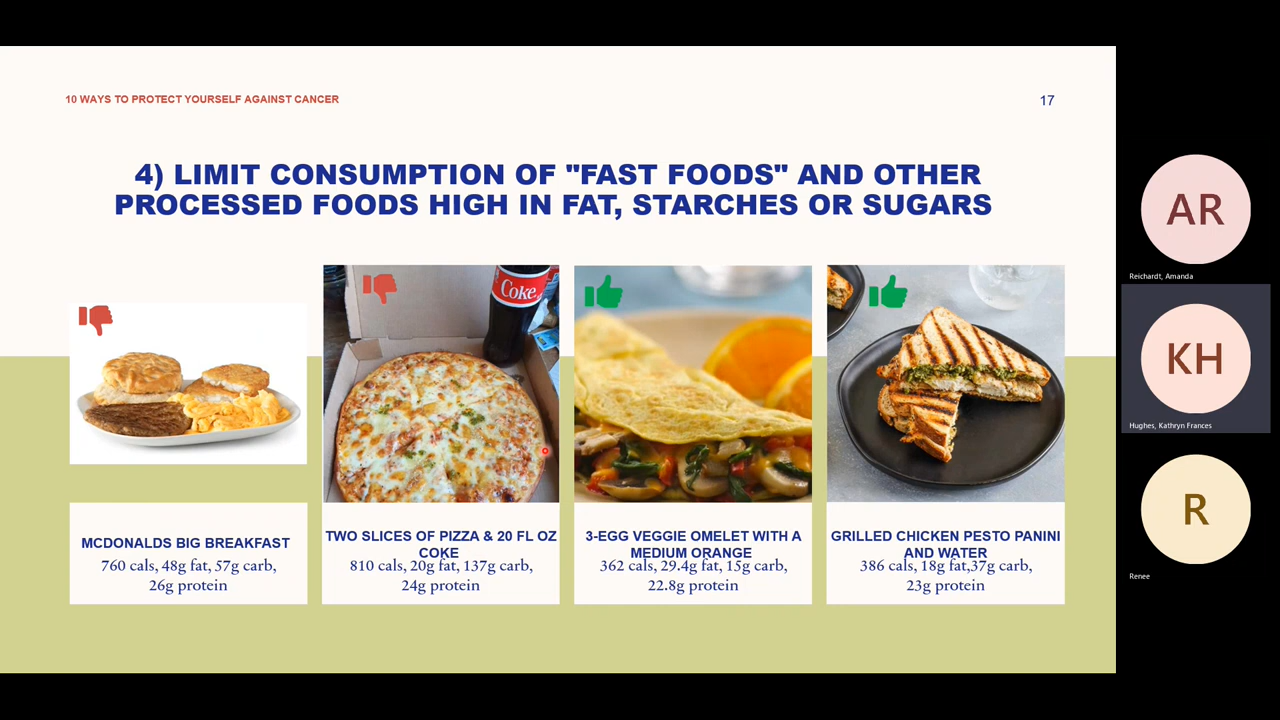 10 WAYS TO PROTECT YOURSELF AGAINST CANCER
17
4) LIMIT CONSUMPTION OF "FAST FOODS" AND OTHER
PROCESSED FOODS HIGH IN FAT, STARCHES OR SUGARS
Coke
MCDONALDS BIG BREAKFAST
760 cals, 48g fat, 57g carb,
26g protein
TWO SLICES OF PIZZA & 20 FL OZ
COKE
810 cals, 20g fat, 137g carb,
24g protein
3-EGG VEGGIE OMELET WITH A
MEDIUM ORANGE
362 cals, 29.4g fat, 15g carb,
22.8g protein
GRILLED CHICKEN PESTO PANINI
AND WATER
386 cals, 18g fat,37g carb,
23g protein
AR
Reichardt, Amanda
KH
Hughes, Kathryn Frances
R
Renee